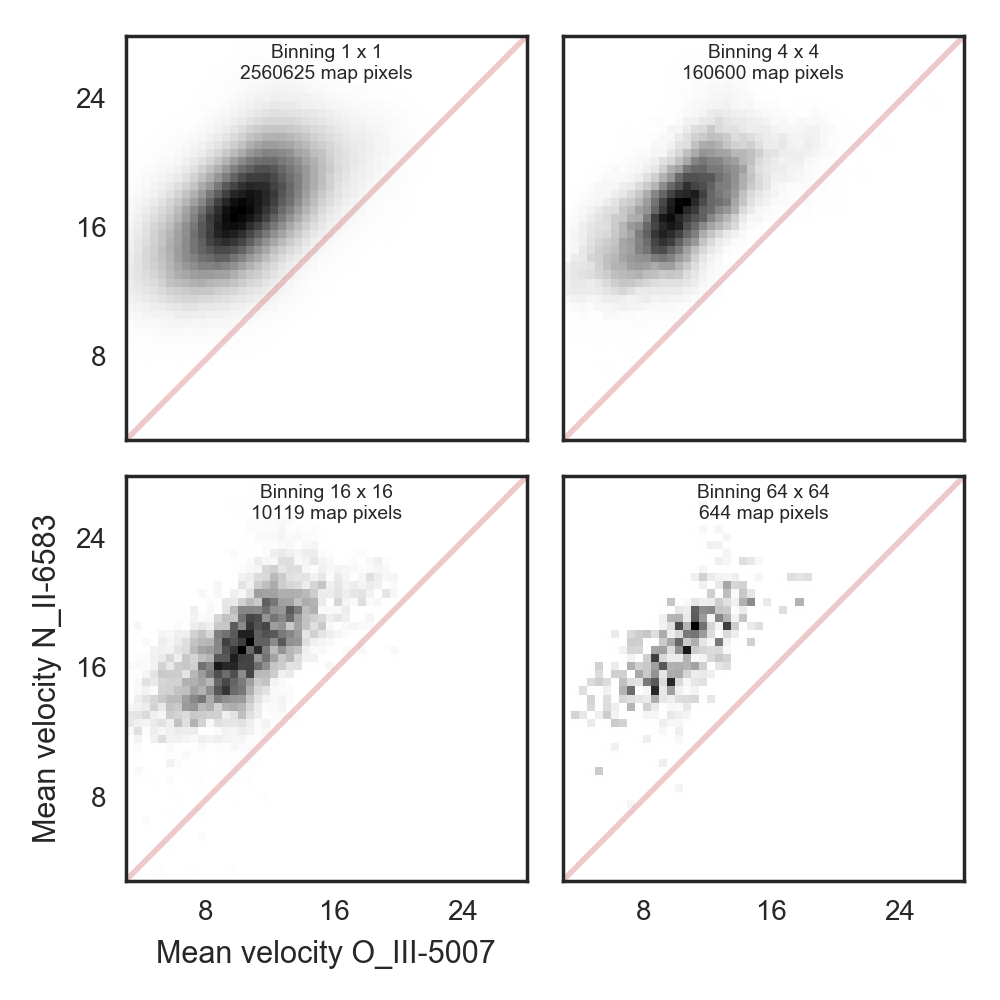 Binning 1 x 1
2560625 map pixels
Binning 4 x 4
160600 map pixels
24
16
8
Binning 16 x 16
10119 map pixels
Binning 64 x 64
644 map pixels
24
16
8
Mean velocity N_II-6583
8 16 24
8 16 24
Mean velocity O_III-5007